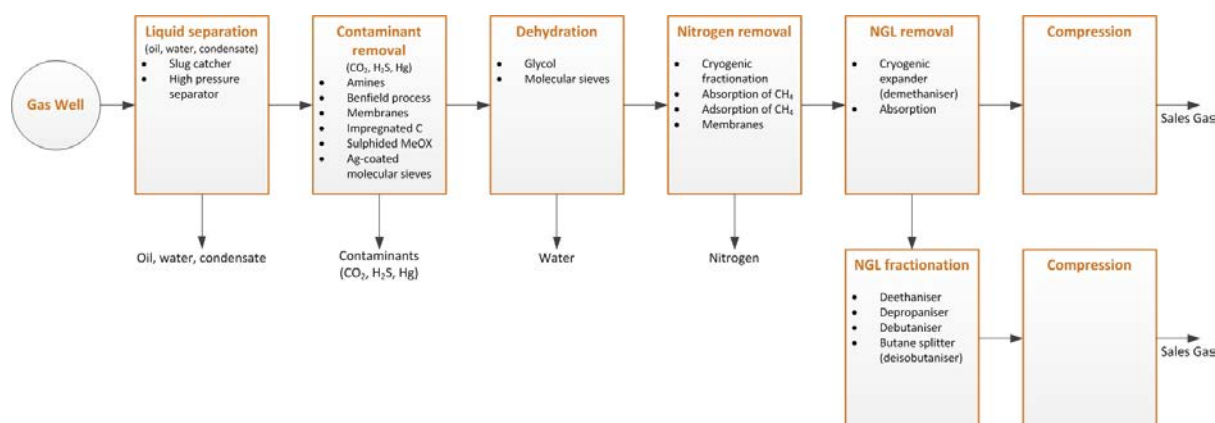 Gas Well
Liquid separation
(oil, water, condensate)
• Slug catcher
• High pressure
separator
Oil, water, condensate
Contaminant
removal
(CO₂, H₂S, Hg)
• Amines
• Benfield process
• Membranes
• Impregnated C
• Sulphided MeOX
• Ag-coated
molecular sieves
Contaminants
(CO₂, H₂S, Hg)
Dehydration
• Glycol
• Molecular sieves
Water
Nitrogen removal
• Cryogenic
fractionation
• Absorption of CH₄
• Adsorption of CH₄
• Membranes
Nitrogen
NGL removal
• Cryogenic
expander
(demethaniser)
• Absorption
Compression
Sales Gas
NGL fractionation
• Deethaniser
• Depropaniser
• Debutaniser
• Butane splitter
(deisobutaniser)
Compression
Sales Gas